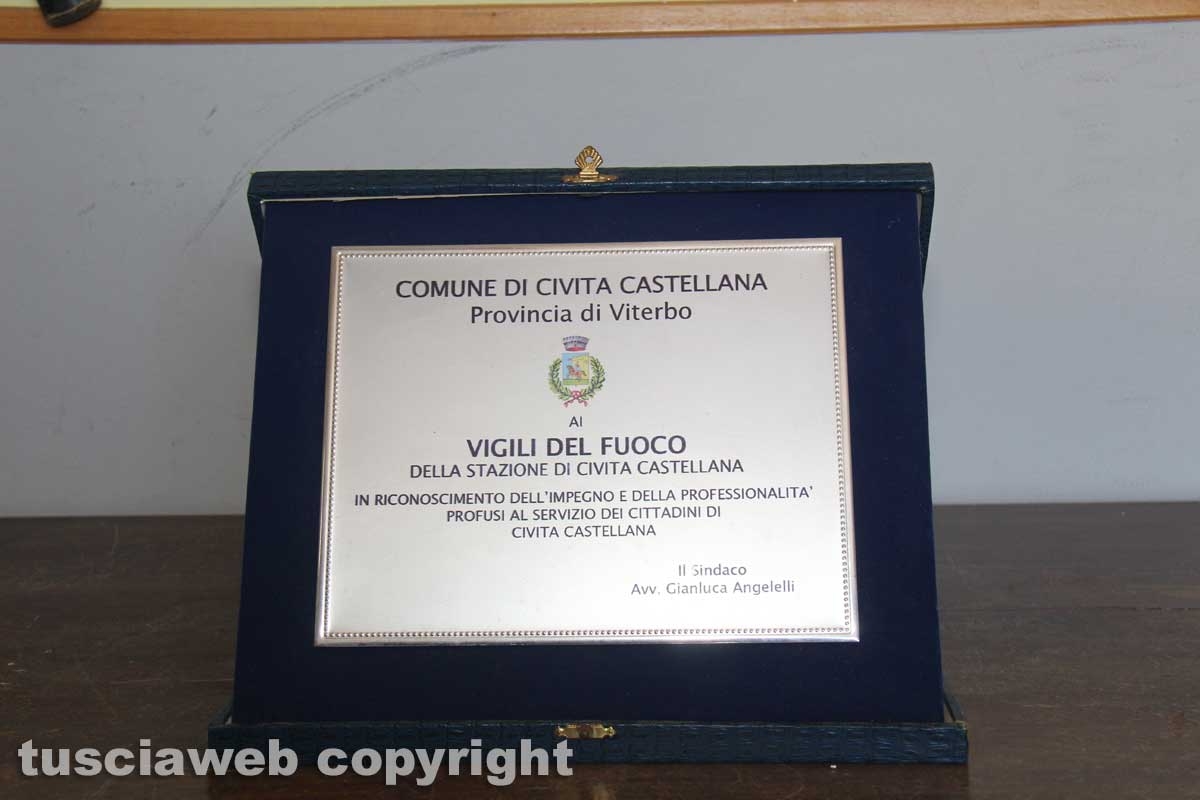 COMUNE DI CIVITA CASTELLANA
Provincia di Viterbo
AI
VIGILI DEL FUOCO
DELLA STAZIONE DI CIVITA CASTELLANA
IN RICONOSCIMENTO DELL'IMPEGNO E DELLA PROFESSIONALITA'
PROFUSI AL SERVIZIO DEI CITTADINI DI
CIVITA CASTELLANA
Il Sindaco
Avv. Gianluca Angelelli
tusciaweb copyright